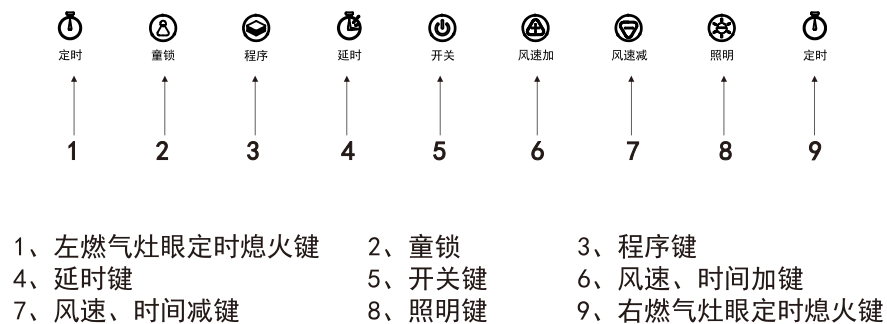 定时 童锁 程序 延时 开关 风速加 风速减 照明 定时
1 2 3 4 5 6 7 8 9
1、左燃气灶眼定时熄火键 2、童锁 3、程序键
4、延时键 5、开关键 6、风速、时间加键
7、风速、时间减键 8、照明键 9、右燃气灶眼定时熄火键